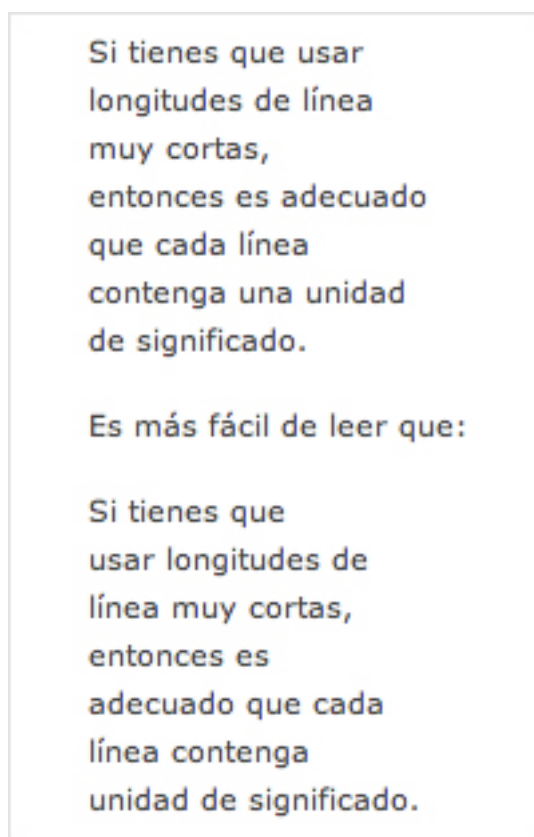 Si tienes que usar
longitudes de línea
muy cortas,
entonces es adecuado
que cada línea
contenga una unidad
de significado.
Es más fácil de leer que:
Si tienes que
usar longitudes de
línea muy cortas,
entonces es
adecuado que cada
línea contenga
unidad de significado.